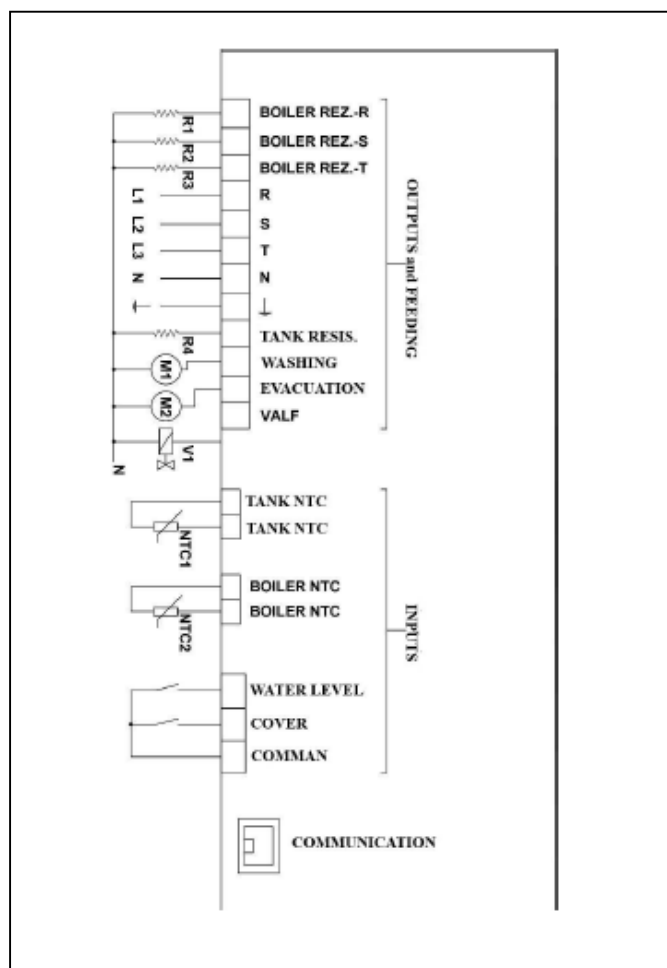 R1 BOILER REZ.-R
R2 BOILER REZ.-S
R3 BOILER REZ.-T
L1 R
L2 S
L3 T
N N
OUTPUTS and FEEDING
R4 TANK RESIS.
M1 WASHING
M2 EVACUATION
V1 VALF
N
TANK NTC
TANK NTC
NTC1
BOILER NTC
BOILER NTC
NTC2
INPUTS
WATER LEVEL
COVER
COMMAN
COMMUNICATION